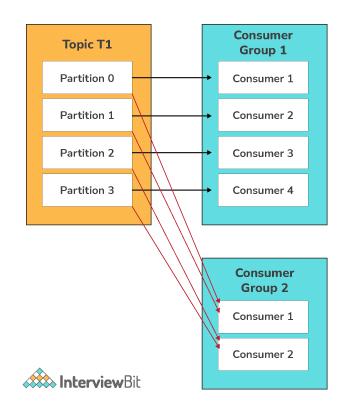 Topic T1
Partition 0
Partition 1
Partition 2
Partition 3
Consumer
Group 1
Consumer 1
Consumer 2
Consumer 3
Consumer 4
Consumer
Group 2
Consumer 1
Consumer 2
InterviewBit